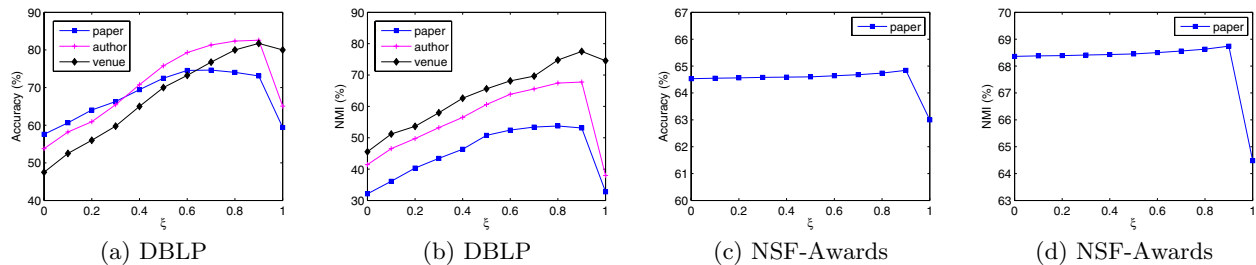 90
80
70
60
50
40
Accuracy (%)
paper
author
venue
0 0.2 0.4 0.6 0.8 1
ξ
(a) DBLP
90
80
70
60
50
40
30
NMI (%)
paper
author
venue
0 0.2 0.4 0.6 0.8 1
ξ
(b) DBLP
67
66
65
64
63
62
61
60
Accuracy (%)
paper
0 0.2 0.4 0.6 0.8 1
ξ
(c) NSF-Awards
70
69
68
67
66
65
64
63
NMI (%)
paper
0 0.2 0.4 0.6 0.8 1
ξ
(d) NSF-Awards